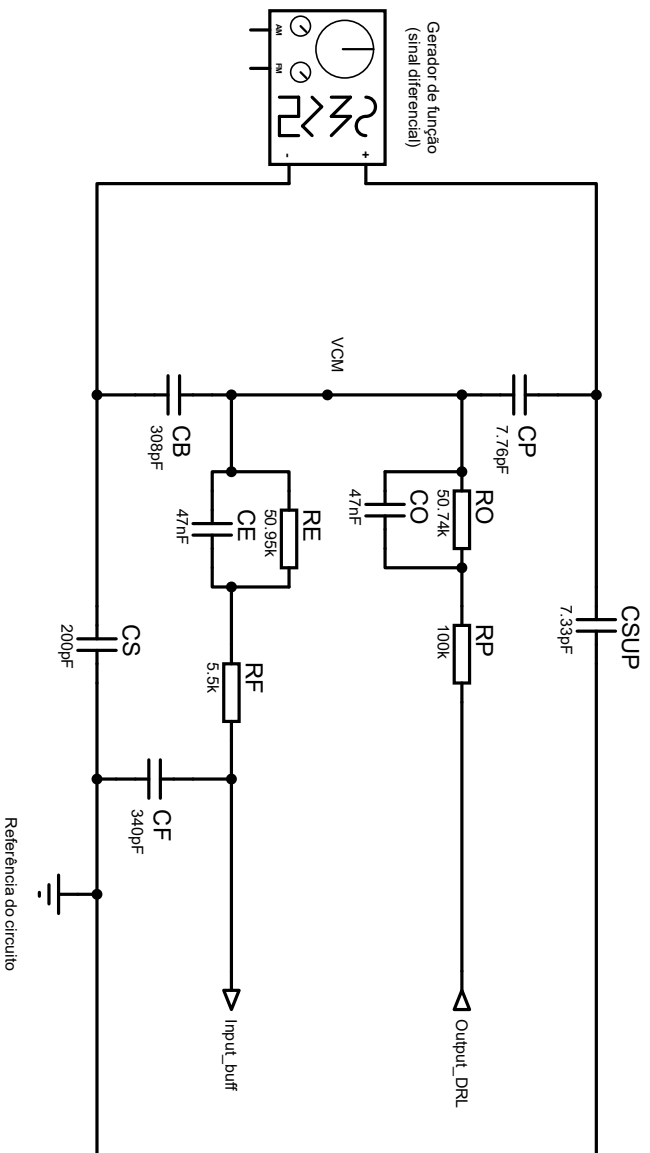 Gerador de função
(sinal diferencial)
AM
FM
+
-
VCM
CP
7.76pF
CSUP
7.33pF
RO
50.74k
CO
47nF
RP
100k
Output_DRL
CB
308pF
RE
50.95k
CE
47nF
RF
5.5k
Input_buff
CS
200pF
CF
340pF
Referência do circuito